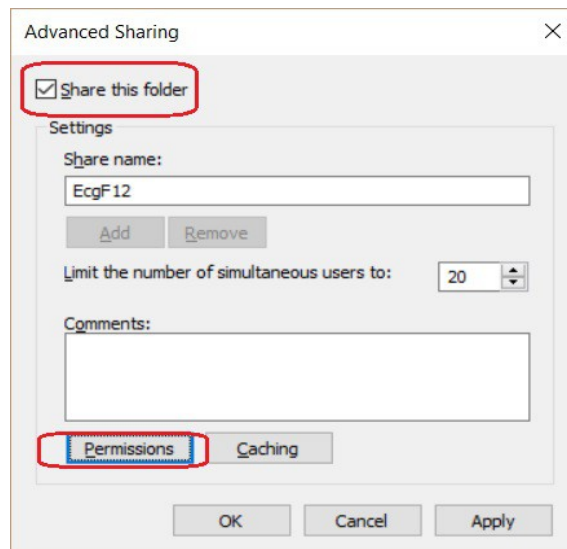 Advanced Sharing
Share this folder
Settings
Share name:
EcgF12
Add Remove
Limit the number of simultaneous users to: 20
Comments:
Permissions Caching
OK Cancel Apply